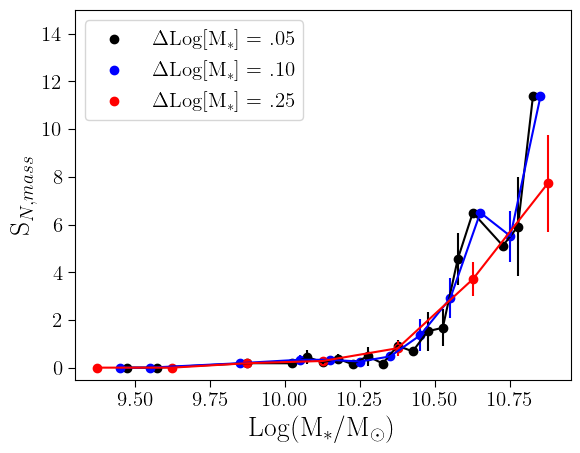 ΔLog[M*] = .05
ΔLog[M*] = .10
ΔLog[M*] = .25
14
12
10
8
6
4
2
0
S_{N,mass}
9.50 9.75 10.00 10.25 10.50 10.75
Log(M*/M⊙)